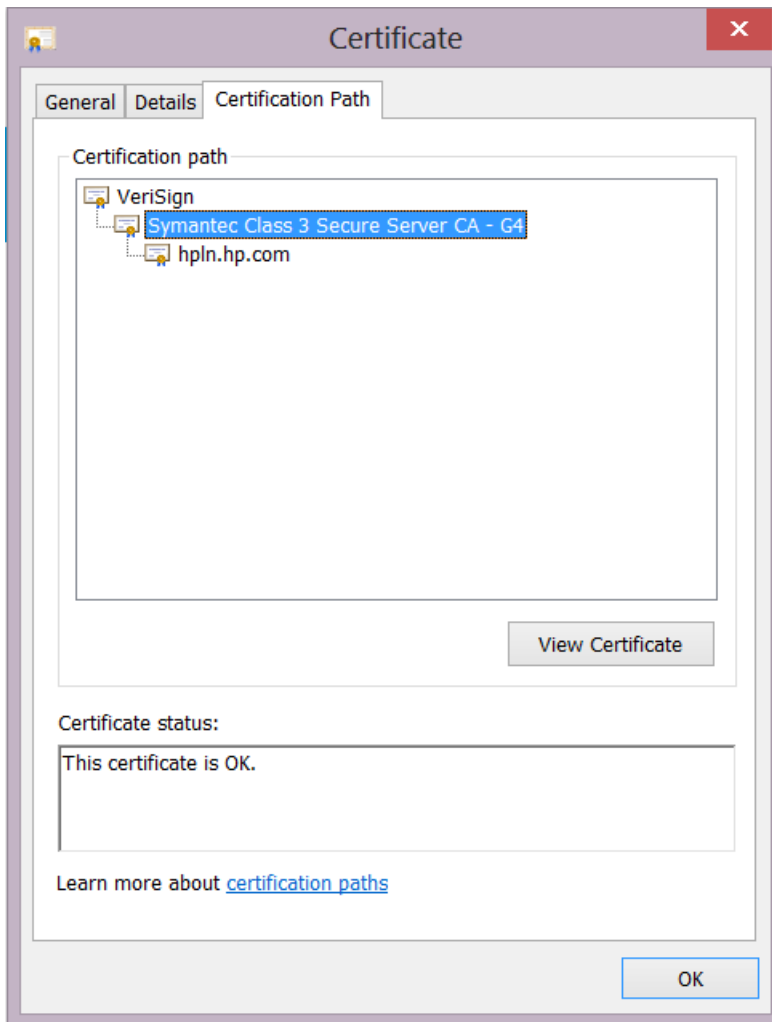 Certificate
General
Details
Certification Path
Certification path
VeriSign
Symantec Class 3 Secure Server CA - G4
hpln.hp.com
View Certificate
Certificate status:
This certificate is OK.
Learn more about certification paths
OK